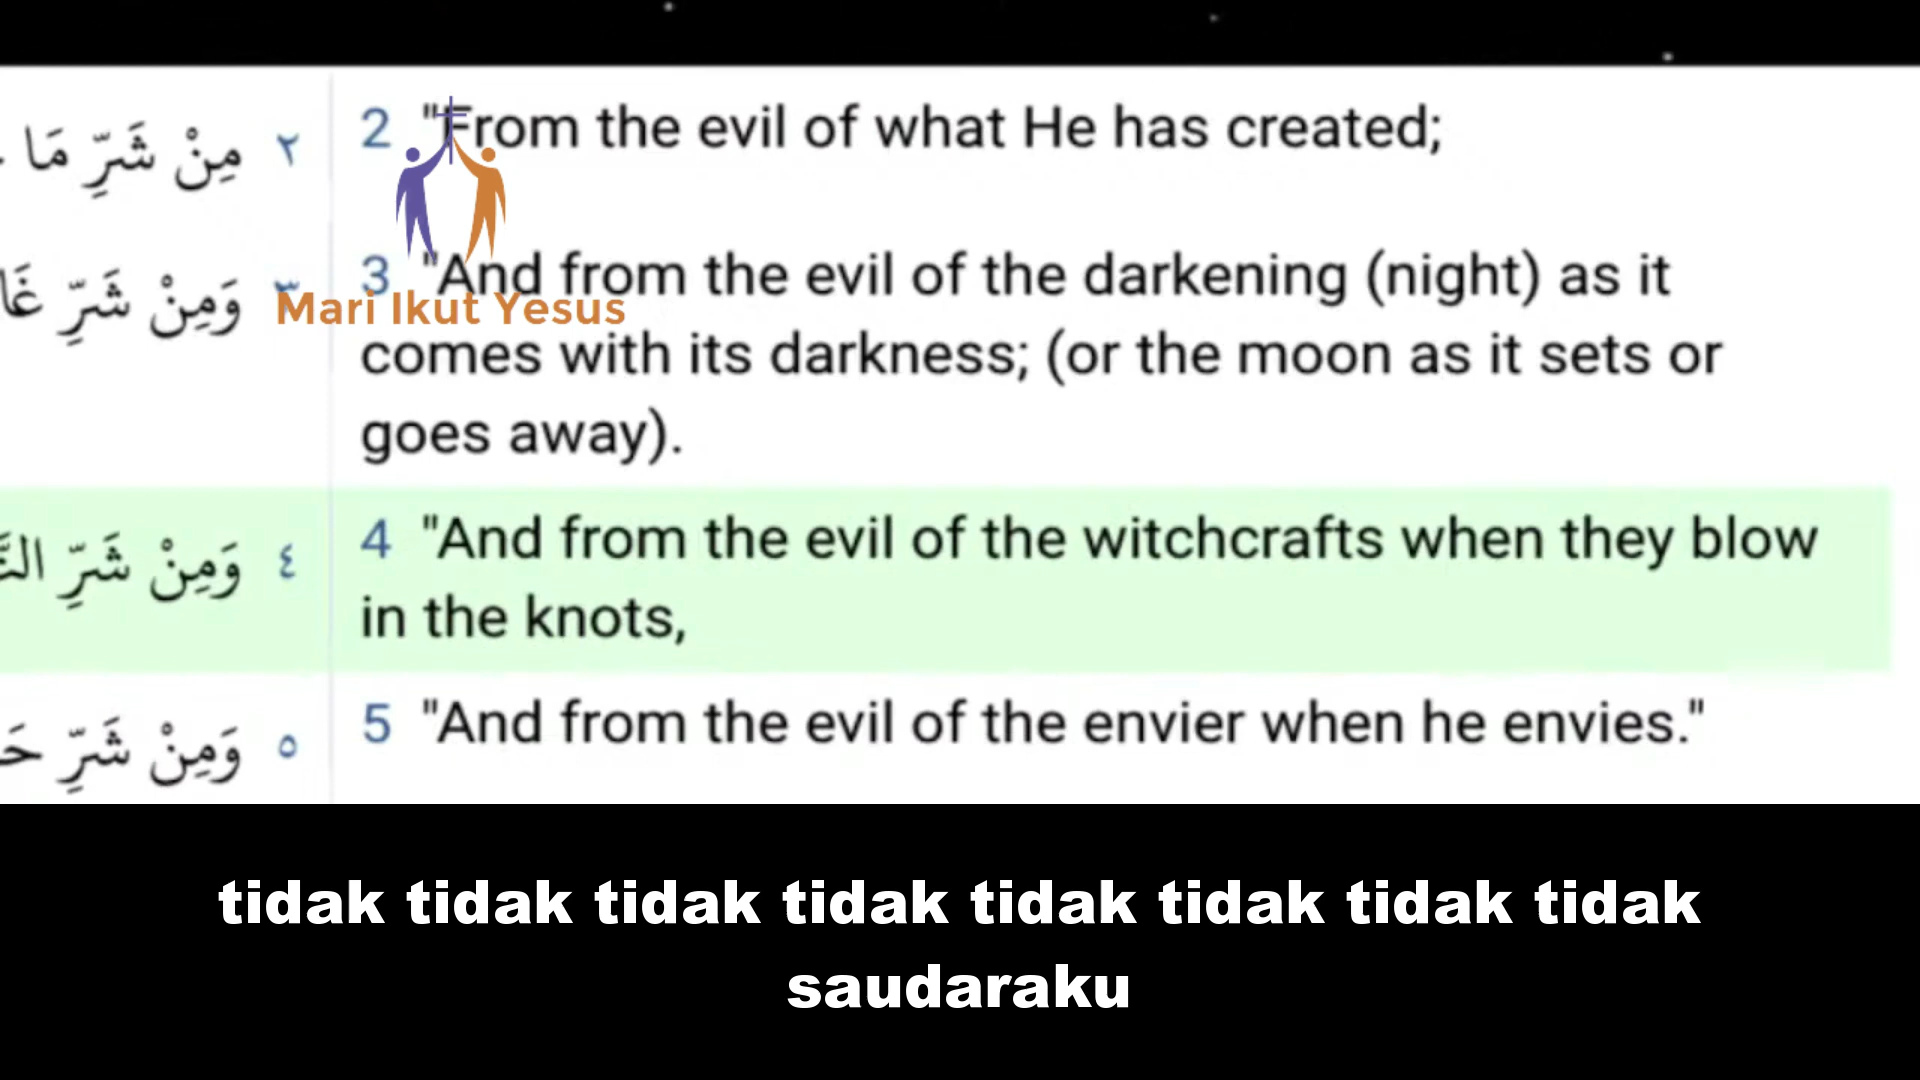 مِنْ شَرِّ مَا ٢
2 "From the evil of what He has created;
وَمِنْ شَرِّ غَا ٣
3 "And from the evil of the darkening (night) as it
Mari Ikut Yesus
comes with its darkness; (or the moon as it sets or
goes away).
وَمِنْ شَرِّ ٤
4 "And from the evil of the witchcrafts when they blow
in the knots,
وَمِنْ شَرِّ حَ ٥
5 "And from the evil of the envier when he envies."
tidak tidak tidak tidak tidak tidak tidak tidak
saudaraku